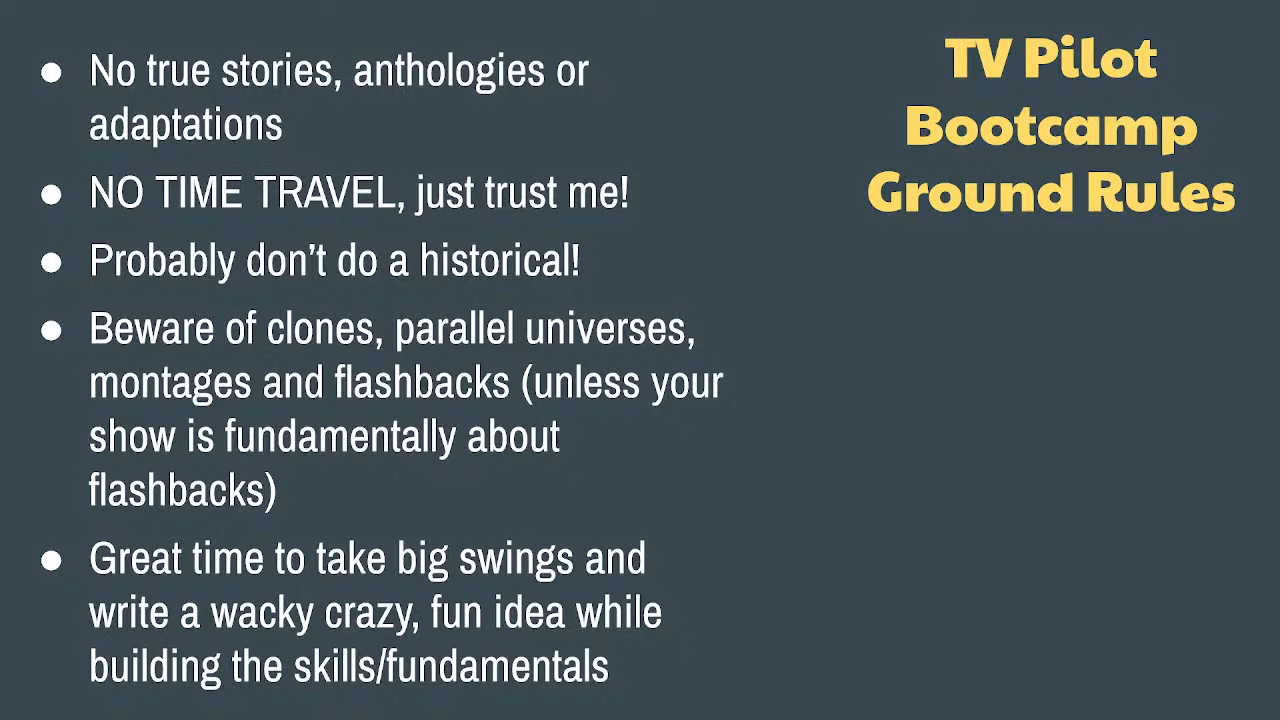 TV Pilot
Bootcamp
Ground Rules
● No true stories, anthologies or
adaptations
● NO TIME TRAVEL, just trust me!
● Probably don’t do a historical!
● Beware of clones, parallel universes,
montages and flashbacks (unless your
show is fundamentally about
flashbacks)
● Great time to take big swings and
write a wacky crazy, fun idea while
building the skills/fundamentals